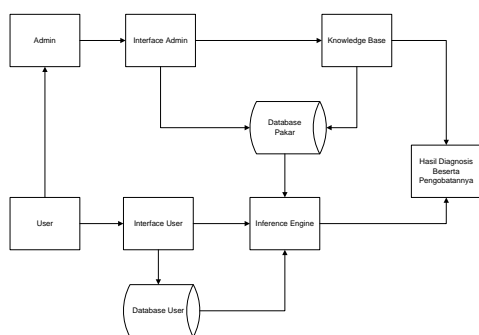 Admin
Interface Admin
Knowledge Base
Database
Pakar
Hasil Diagnosis
Beserta
Pengobatannya
User
Interface User
Inference Engine
Database User